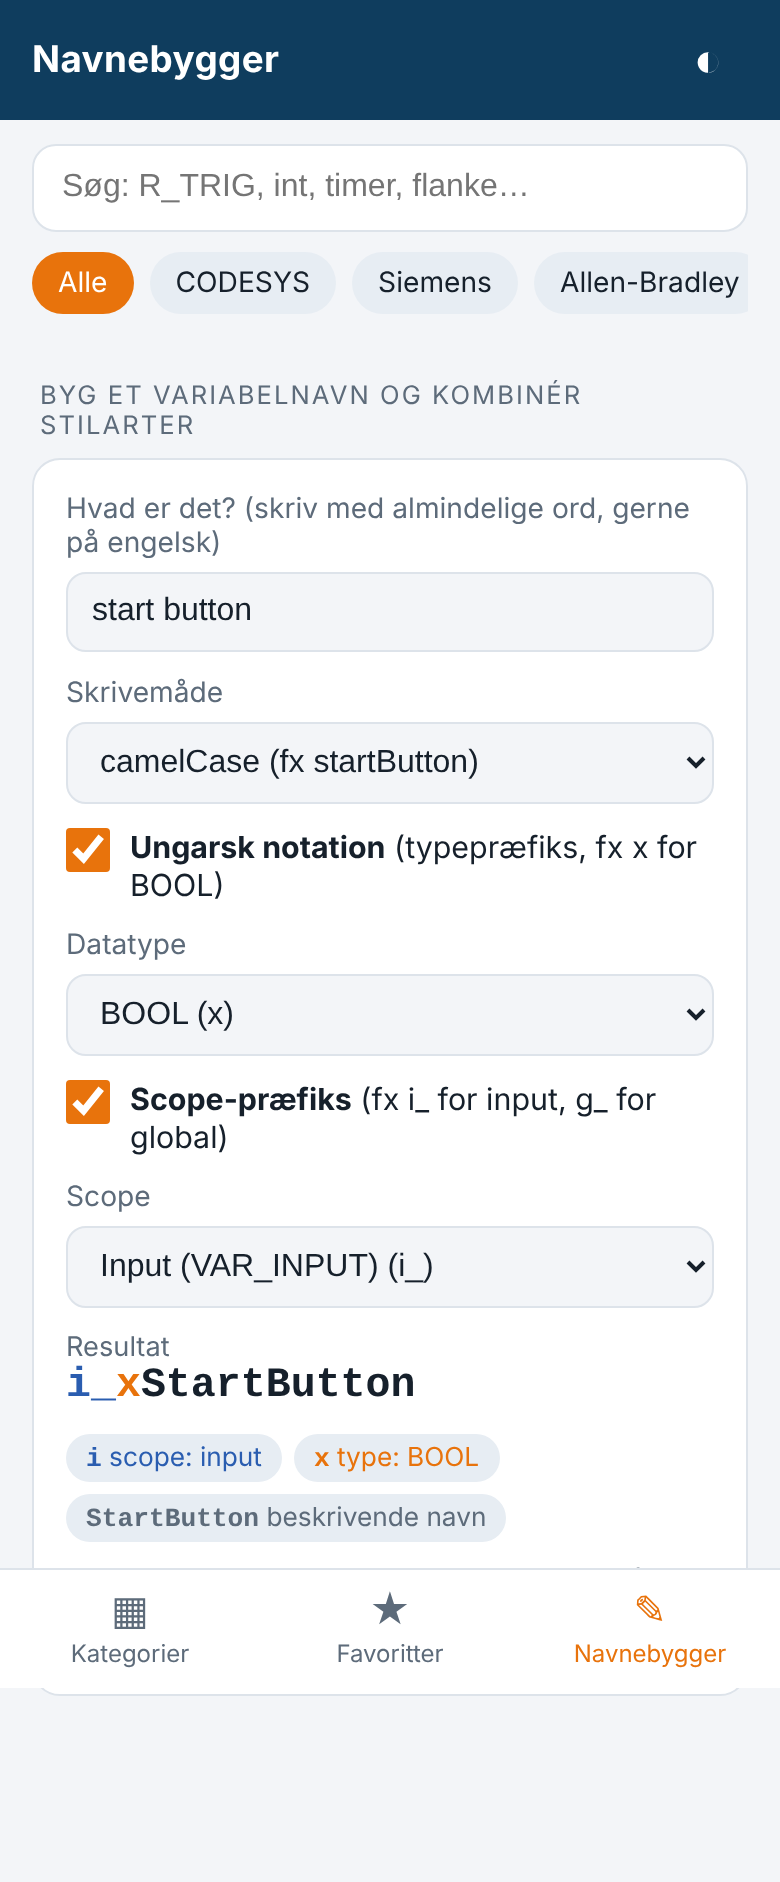 Navnebygger
Søg: R_TRIG, int, timer, flanke…
Alle
CODESYS
Siemens
Allen-Bradley
BYG ET VARIABELNAVN OG KOMBINÉR
STILARTER
Hvad er det? (skriv med almindelige ord, gerne
på engelsk)
start button
Skrivemåde
camelCase (fx startButton)
Ungarsk notation (typepræfiks, fx x for
BOOL)
Datatype
BOOL (x)
Scope-præfiks (fx i_ for input, g_ for
global)
Scope
Input (VAR_INPUT) (i_)
Resultat
i_xStartButton
i scope: input
x type: BOOL
StartButton beskrivende navn
Kategorier
Favoritter
Navnebygger